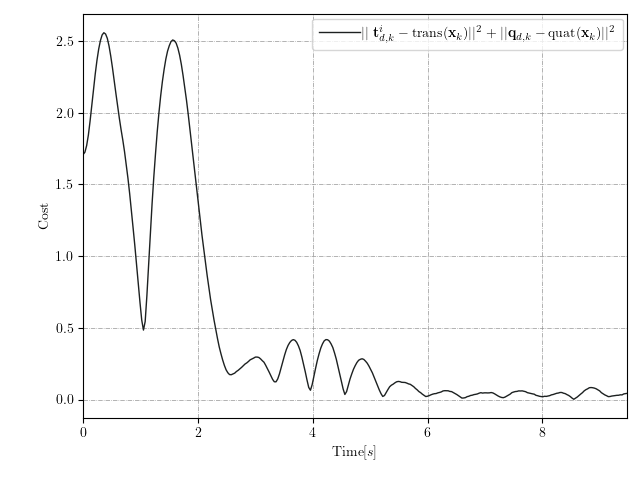 || t^i_{d,k} − trans(x_k)||^2 + ||q_{d,k} − quat(x_k)||^2
2.5
2.0
1.5
1.0
0.5
0.0
Cost
0 2 4 6 8
Time[s]